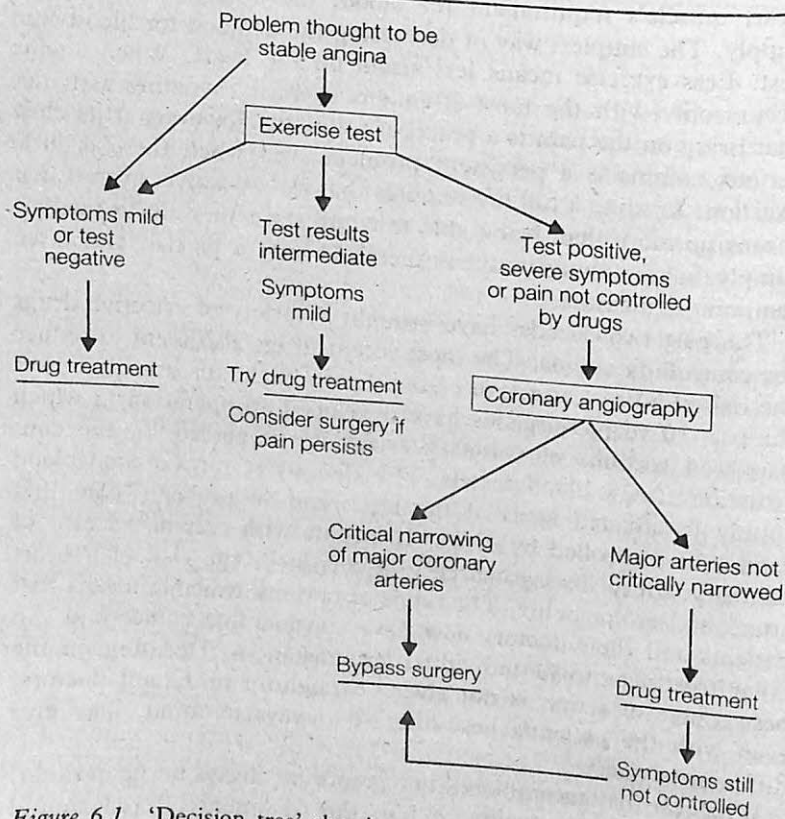 Problem thought to be
stable angina
Exercise test
Symptoms mild
or test
negative
Drug treatment
Test results
intermediate
Symptoms
mild
Try drug treatment
Consider surgery if
pain persists
Test positive,
severe symptoms
or pain not controlled
by drugs
Coronary angiography
Critical narrowing
of major coronary
arteries
Bypass surgery
Major arteries not
critically narrowed
Drug treatment
Symptoms still
not controlled
Figure 6.1 'Decision tree'